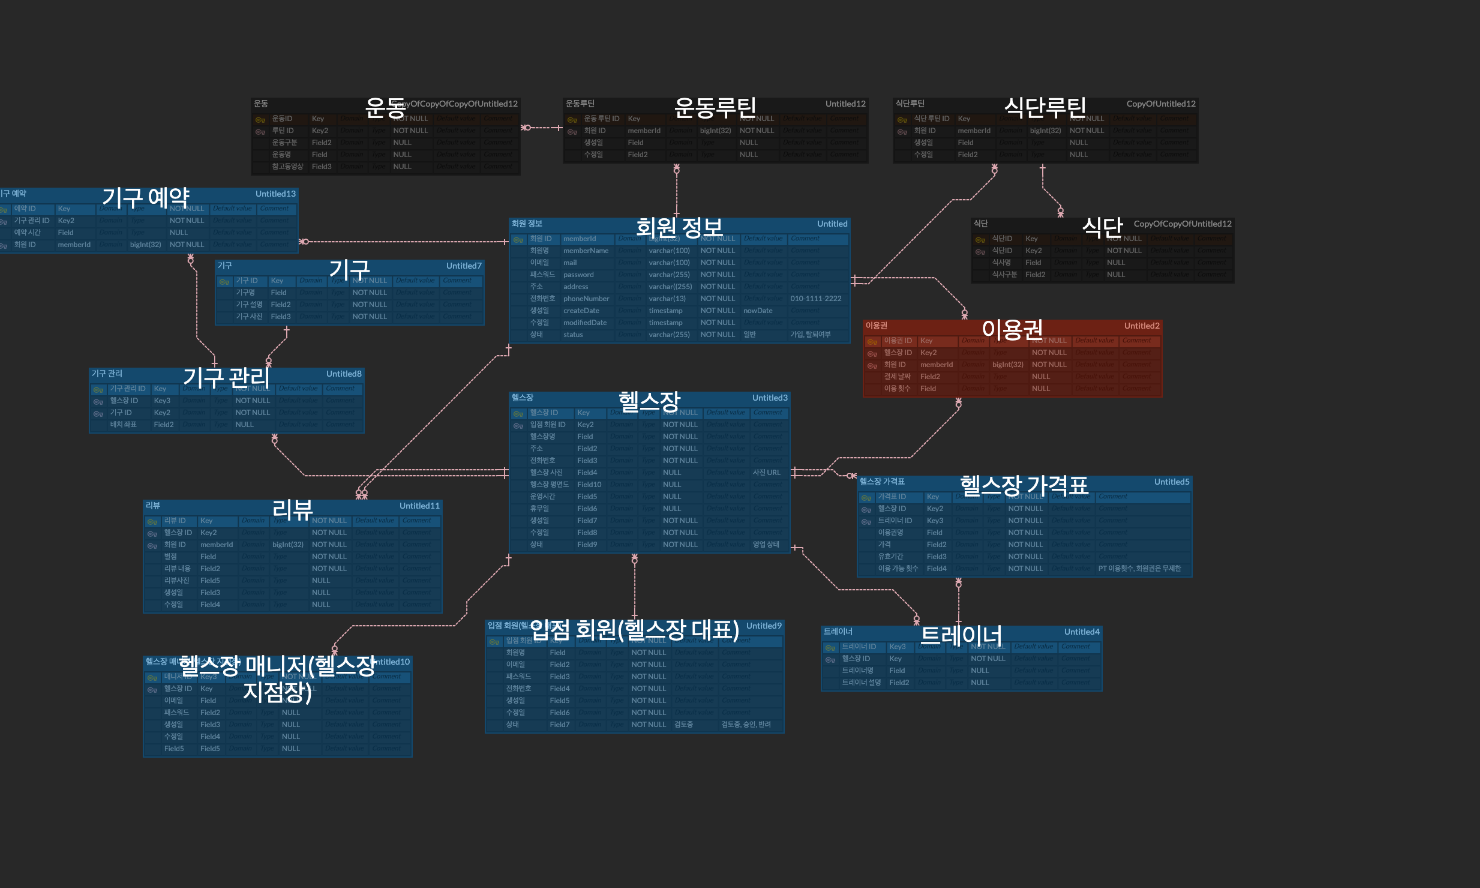 운동 CopyOfCopyOfCopyOfUntitled12
운동
운동ID Key NOT NULL
루틴 ID Key2 NOT NULL
운동구분 Field2 NULL
운동명 Field NULL
참고동영상 Field3 NULL
운동루틴 Untitled12
운동루틴
운동 루틴 ID Key NOT NULL
회원 ID memberId bigInt(32) NOT NULL
생성일 Field NULL
수정일 Field2 NULL
식단루틴 CopyOfUntitled12
식단루틴
식단 루틴 ID Key NOT NULL
회원 ID memberId bigInt(32) NOT NULL
생성일 Field NULL
수정일 Field2 NULL
기구 예약 Untitled13
기구 예약
예약 ID Key NOT NULL Default value Comment
기구 관리 ID Key2 NOT NULL
예약 시간 Field NULL
회원 ID memberId bigInt(32) NOT NULL
기구 Untitled7
기구
기구 ID Key NOT NULL Default value Comment
기구명 Field NOT NULL
기구 설명 Field2 NOT NULL
기구 사진 Field3 NOT NULL
회원 정보 Untitled
회원 정보
회원 ID memberId bigInt(32) NOT NULL Default value Comment
회원명 memberName varchar(100) NOT NULL
이메일 mail varchar(100) NOT NULL
패스워드 password varchar(255) NOT NULL
주소 address varchar((255) NOT NULL
전화번호 phoneNumber varchar(13) NOT NULL 010-1111-2222
생성일 createDate timestamp NOT NULL nowDate
수정일 modifiedDate timestamp NOT NULL
상태 status varchar(255) NOT NULL 일반 가입, 탈퇴여부
식단 CopyOfCopyOfUntitled12
식단
식단ID Key NOT NULL
식단ID Key2 NOT NULL
식사명 Field NULL
식사구분 Field2 NULL
이용권 Untitled2
이용권
이용권 ID Key NOT NULL Default value Comment
헬스장 ID Key2 NOT NULL
회원 ID memberId bigInt(32) NOT NULL
전체 날짜 Field2 NULL
이용 횟수 Field NULL
기구 관리 Untitled8
기구 관리
기구 관리 ID Key NOT NULL Default value Comment
헬스장 ID Key3 NOT NULL
기구 ID Key2 NOT NULL
배치 좌표 Field2 NULL
헬스장 Untitled3
헬스장
헬스장 ID Key NOT NULL Default value Comment
입점 회원 ID Key2 NOT NULL
헬스장명 Field NOT NULL
주소 Field2 NOT NULL
전화번호 Field3 NOT NULL
헬스장 사진 Field4 NULL 사진 URL
헬스장 평면도 Field10 NULL
운영시간 Field5 NULL
휴무일 Field6 NULL
생성일 Field7 NOT NULL
수정일 Field8 NOT NULL
상태 Field9 NOT NULL 영업 상태
헬스장 가격표 Untitled5
헬스장 가격표
가격표 ID Key NOT NULL Default value Comment
헬스장 ID Key2 NOT NULL
트레이너 ID Key3 NOT NULL
이용권명 Field NOT NULL
가격 Field2 NOT NULL
유효기간 Field3 NOT NULL
이용 가능 횟수 Field4 NOT NULL PT 이용횟수, 회원권은 무제한
리뷰 Untitled11
리뷰
리뷰 ID Key NOT NULL Default value Comment
헬스장 ID Key2 NOT NULL
회원 ID memberId bigInt(32) NOT NULL
별점 Field NOT NULL
리뷰 내용 Field2 NOT NULL
리뷰사진 Field5 NULL
생성일 Field3 NULL
수정일 Field4 NULL
입점 회원(헬스장 대표) Untitled9
입점 회원 ID Key NOT NULL Default value Comment
회원명 Field NOT NULL
이메일 Field2 NOT NULL
패스워드 Field3 NOT NULL
전화번호 Field4 NOT NULL
생성일 Field5 NOT NULL
수정일 Field6 NOT NULL
상태 Field7 NOT NULL 검토중 검토중, 승인, 반려
트레이너 Untitled4
트레이너
트레이너 ID Key3 NOT NULL Default value Comment
헬스장 ID Key NOT NULL
트레이너명 Field NULL
트레이너 설명 Field2 NULL
헬스장 매니저(헬스장
지점장)
Untitled10
매니저 ID Key3 NOT NULL Default value Comment
헬스장 ID Key
이메일 Field NULL
패스워드 Field2 NULL
생성일 Field3 NULL
수정일 Field4 NULL
Field5 Field5 NULL